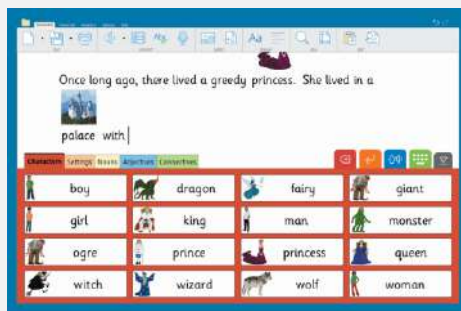 Once long ago, there lived a greedy princess. She lived in a
palace with
Characters Settings Nouns Adjectives Connectives
boy dragon fairy giant
girl king man monster
ogre prince princess queen
witch wizard wolf woman